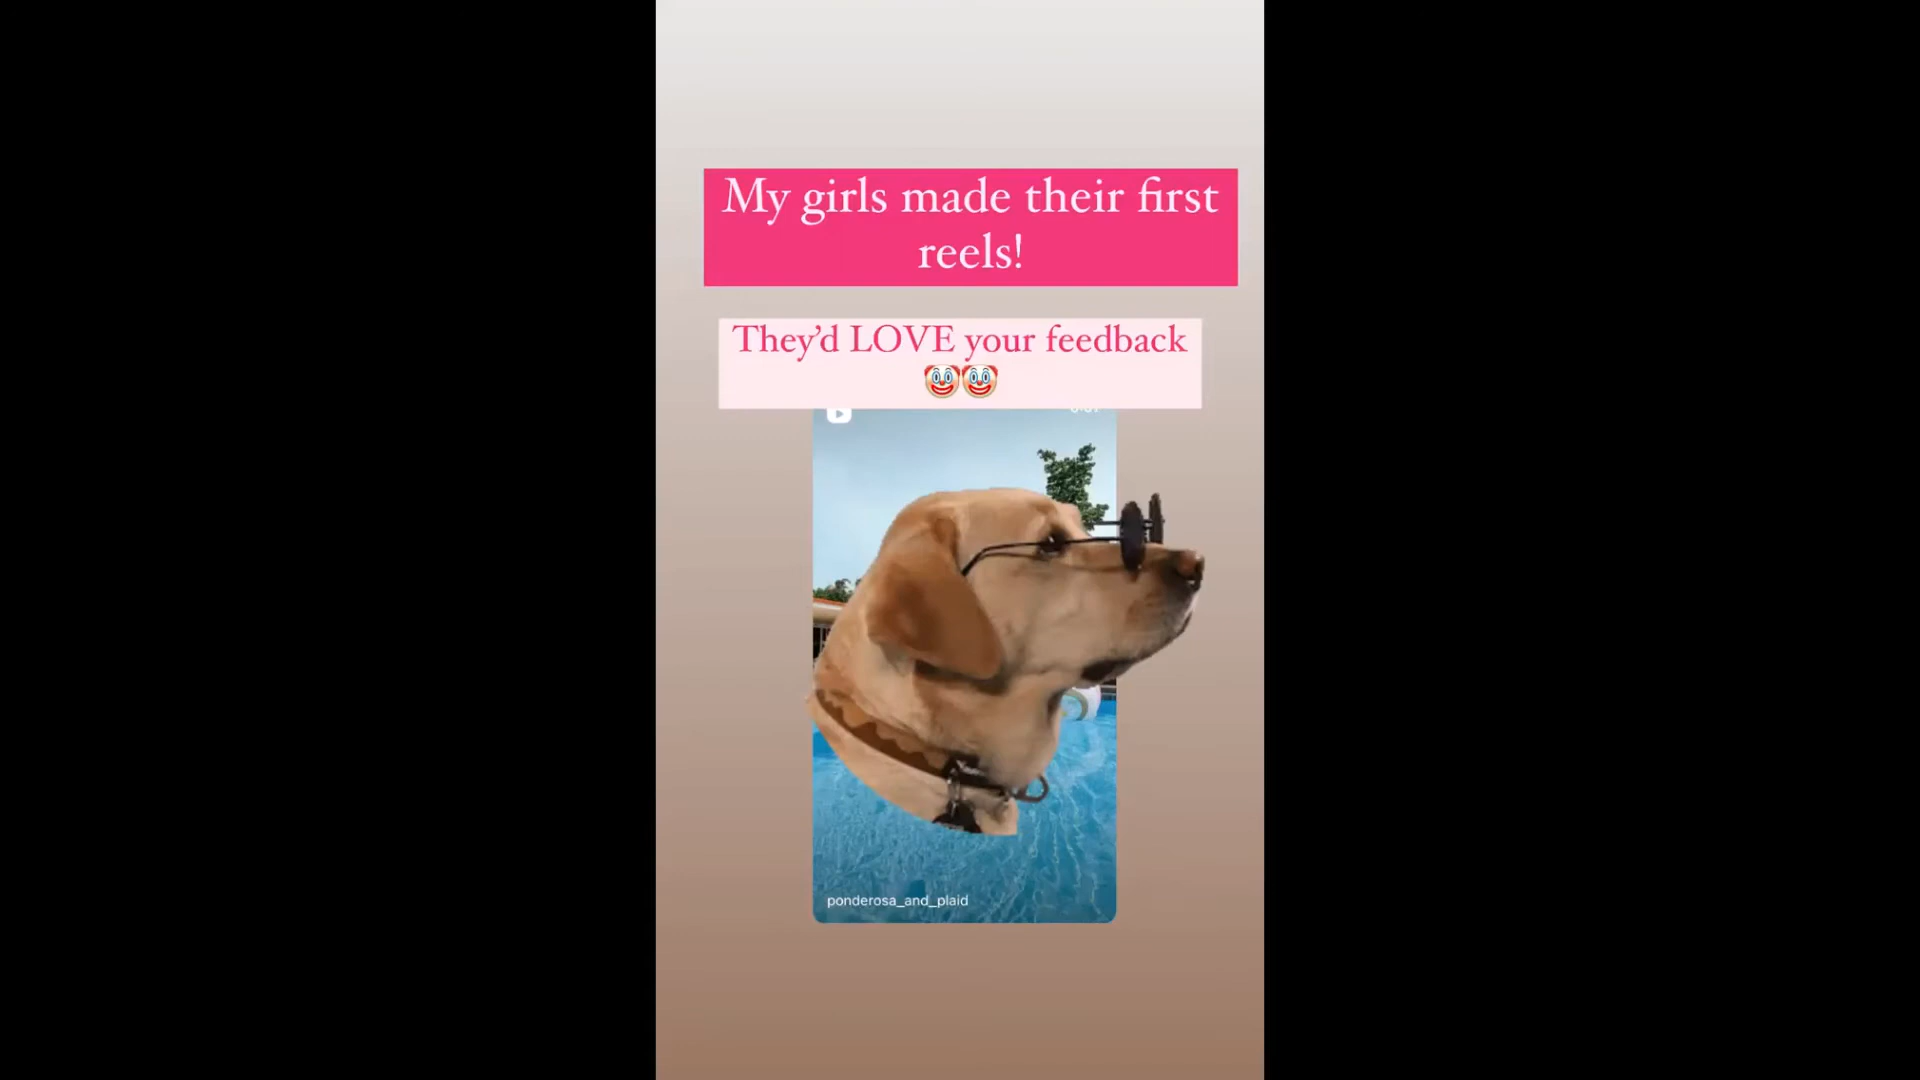 My girls made their first
reels!
They’d LOVE your feedback
🤡🤡
ponderosa_and_plaid